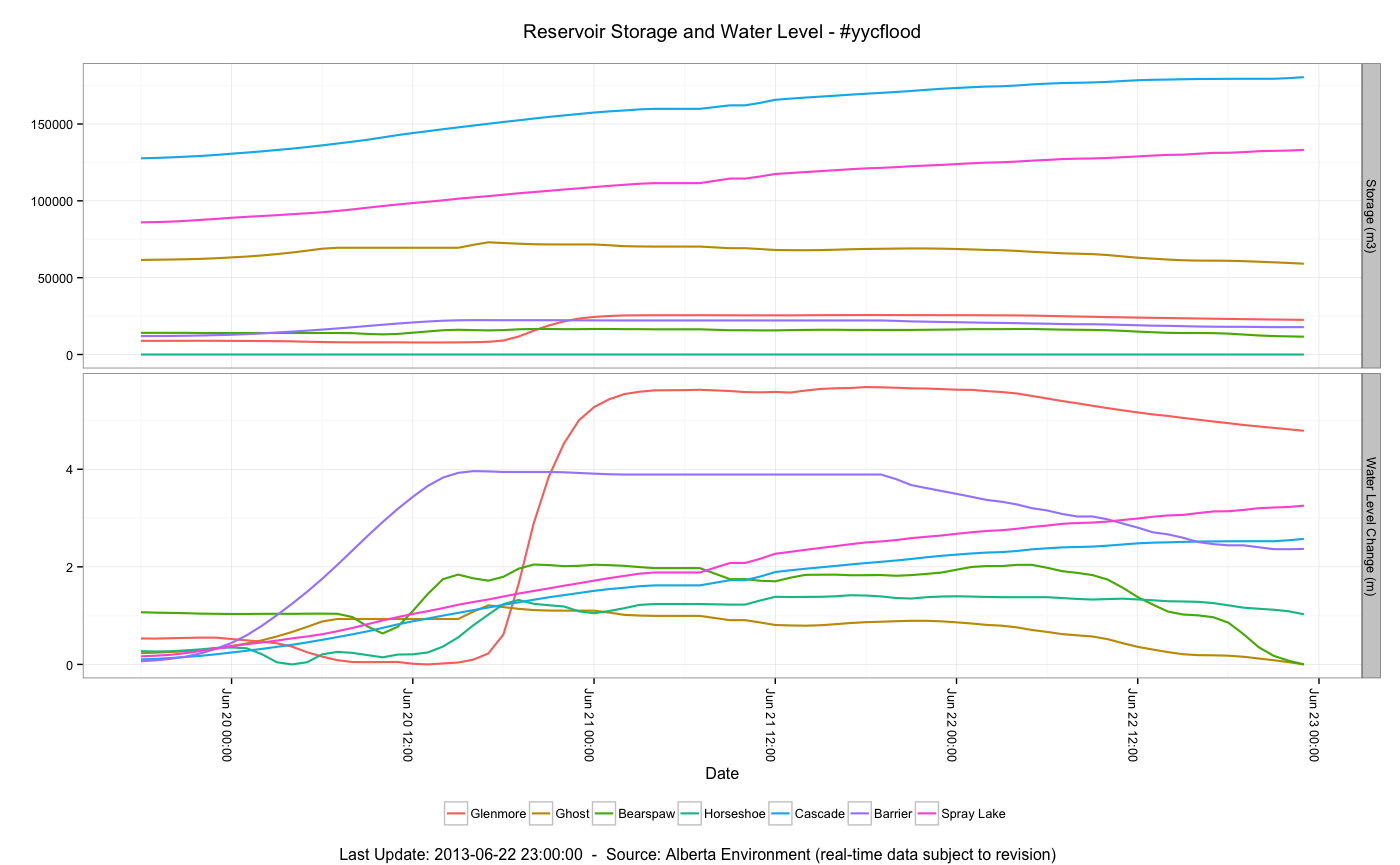 Reservoir Storage and Water Level - #yycflood
150000
100000
50000
0
Storage (m3)
4
2
0
Water Level Change (m)
Jun 20 00:00
Jun 20 12:00
Jun 21 00:00
Jun 21 12:00
Jun 22 00:00
Jun 22 12:00
Jun 23 00:00
Date
Glenmore Ghost Bearspaw Horseshoe Cascade Barrier Spray Lake
Last Update: 2013-06-22 23:00:00 - Source: Alberta Environment (real-time data subject to revision)